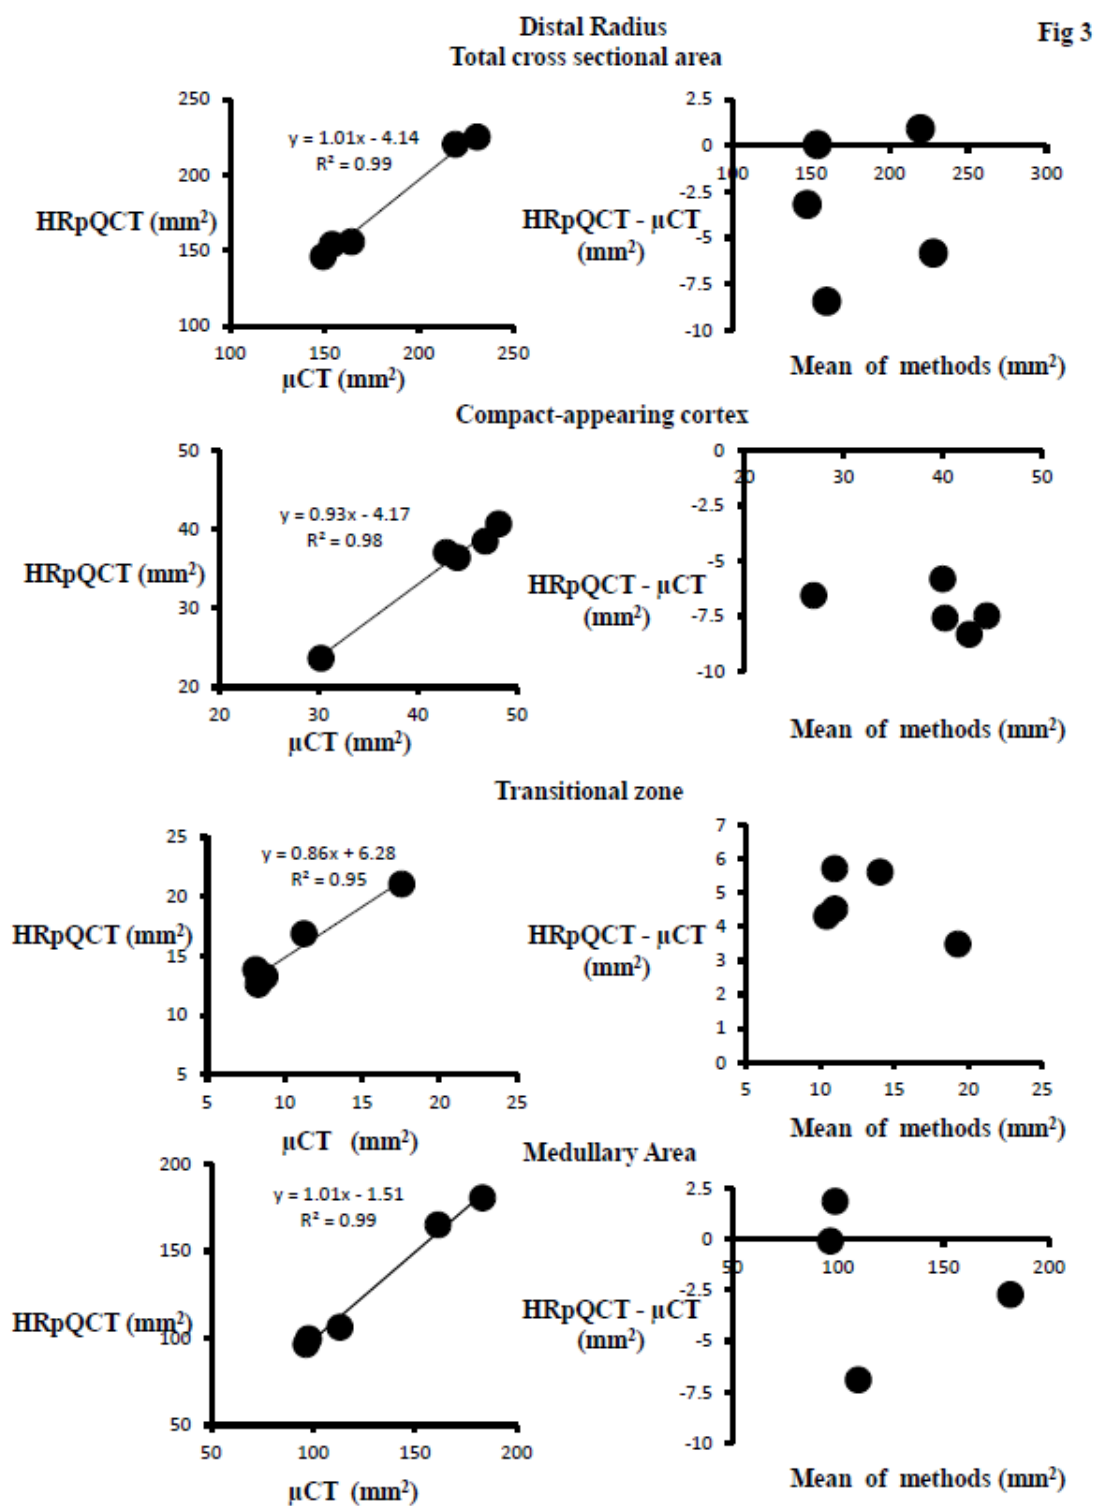 Distal Radius
Fig 3
Total cross sectional area
250
200
150
100
HRpQCT (mm²)
y = 1.01x - 4.14
R² = 0.99
100 150 200 250
µCT (mm²)
2.5
0
-2.5
-5
-7.5
-10
HRpQCT - µCT
(mm²)
100 150 200 250 300
Mean of methods (mm²)
Compact-appearing cortex
50
40
30
20
HRpQCT (mm²)
y = 0.93x - 4.17
R² = 0.98
20 30 40 50
µCT (mm²)
0
-2.5
-5
-7.5
-10
HRpQCT - µCT
(mm²)
20 30 40 50
Mean of methods (mm²)
Transitional zone
25
20
15
10
5
HRpQCT (mm²)
y = 0.86x + 6.28
R² = 0.95
5 10 15 20 25
µCT (mm²)
7
6
5
4
3
2
1
0
HRpQCT - µCT
(mm²)
5 10 15 20 25
Mean of methods (mm²)
Medullary Area
200
150
100
50
HRpQCT (mm²)
y = 1.01x - 1.51
R² = 0.99
50 100 150 200
µCT (mm²)
2.5
0
-2.5
-5
-7.5
-10
HRpQCT - µCT
(mm²)
50 100 150 200
Mean of methods (mm²)